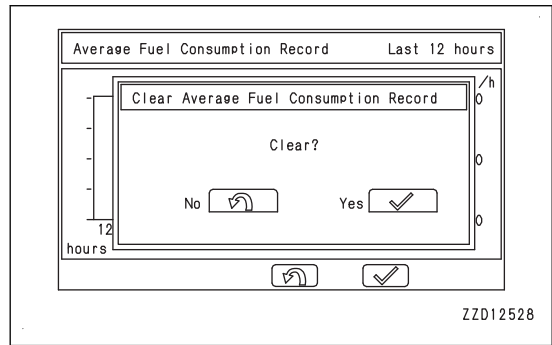 Average Fuel Consumption Record Last 12 hours
/h
Clear Average Fuel Consumption Record
0
Clear?
0
No Yes
0
12
hours
ZZD12528